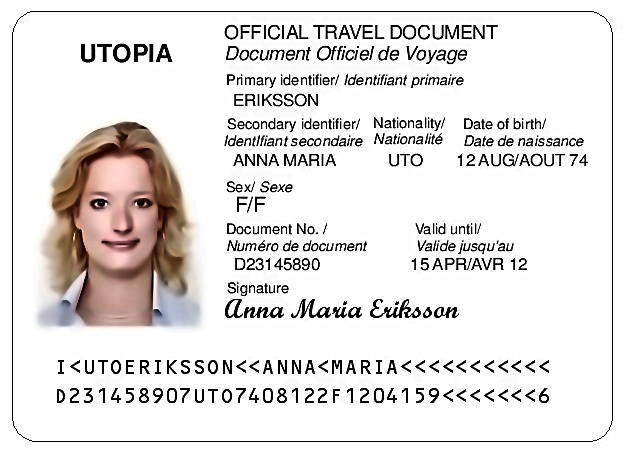 UTOPIA
OFFICIAL TRAVEL DOCUMENT
Document Officiel de Voyage
Primary identifier/ Identifiant primaire
ERIKSSON
Secondary identifier/ Nationality/ Date of birth/
Identifiant secondaire Nationalité Date de naissance
ANNA MARIA UTO 12 AUG/AOUT 74
Sex/ Sexe
F/F
Document No. / Valid until/
Numéro de document Valide jusqu'au
D23145890 15 APR/AVR 12
Signature
Anna Maria Eriksson
I<UTOERIKSSON<<ANNA<MARIA<<<<<<<<<<<
D231458907UTO7408122F1204159<<<<<<<6